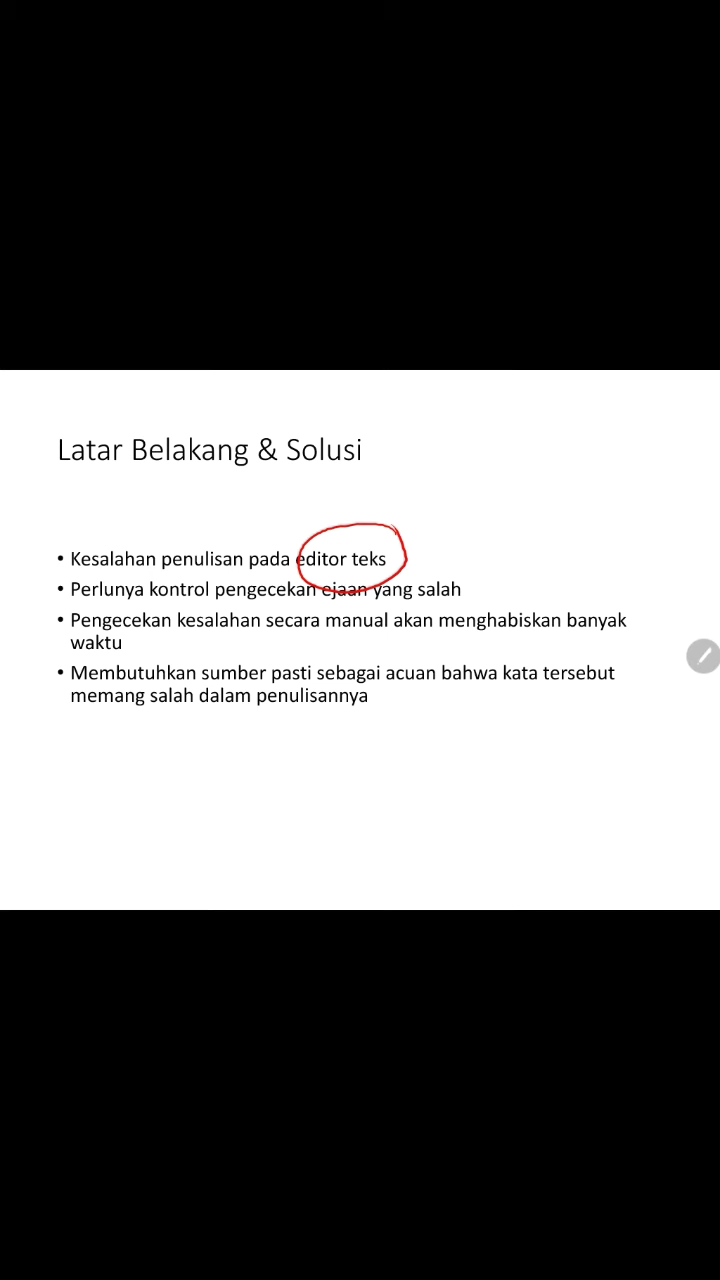 Latar Belakang & Solusi
• Kesalahan penulisan pada editor teks
• Perlunya kontrol pengecekan ejaan yang salah
• Pengecekan kesalahan secara manual akan menghabiskan banyak
waktu
• Membutuhkan sumber pasti sebagai acuan bahwa kata tersebut
memang salah dalam penulisannya